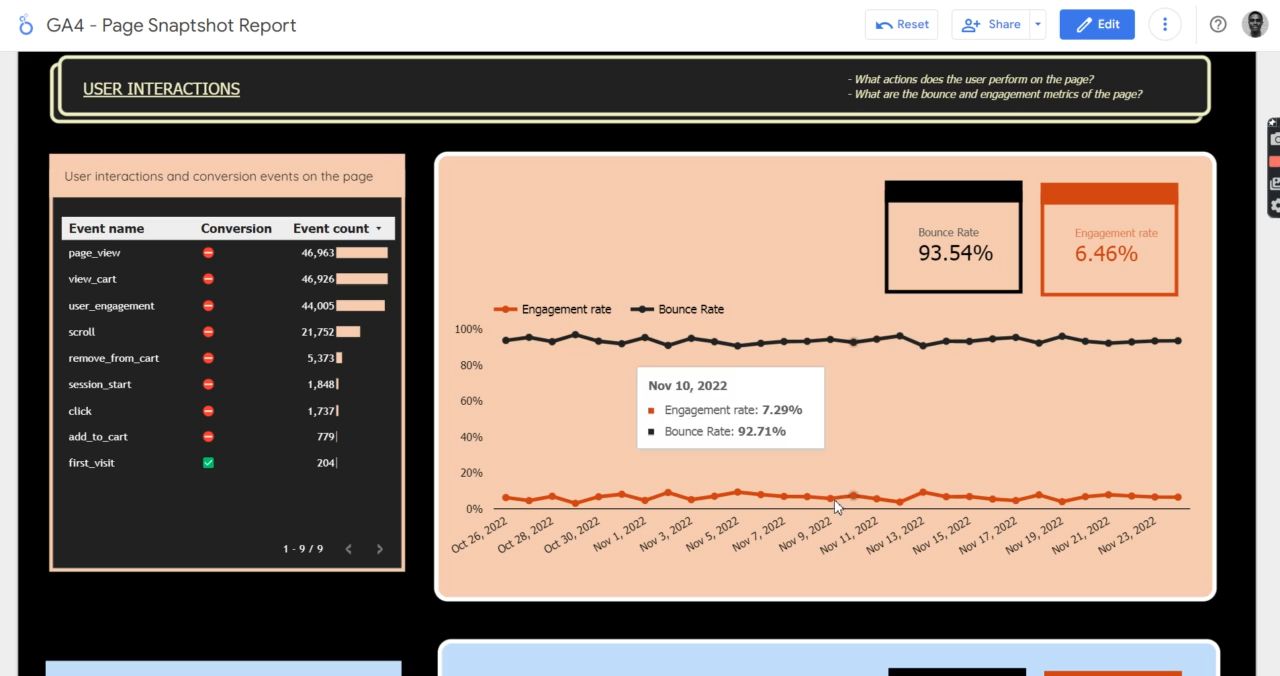 GA4 - Page Snaptshot Report
Reset
Share
Edit
USER INTERACTIONS
- What actions does the user perform on the page?
- What are the bounce and engagement metrics of the page?
User interactions and conversion events on the page
Event name Conversion Event count
page_view 46,963
view_cart 46,926
user_engagement 44,005
scroll 21,752
remove_from_cart 5,373
session_start 1,848
click 1,737
add_to_cart 779
first_visit 204
1 - 9 / 9
Bounce Rate
93.54%
Engagement rate
6.46%
Engagement rate Bounce Rate
100%
80%
60%
40%
20%
0%
Nov 10, 2022
Engagement rate: 7.29%
Bounce Rate: 92.71%
Oct 26, 2022
Oct 28, 2022
Oct 30, 2022
Nov 1, 2022
Nov 3, 2022
Nov 5, 2022
Nov 7, 2022
Nov 9, 2022
Nov 11, 2022
Nov 13, 2022
Nov 15, 2022
Nov 17, 2022
Nov 19, 2022
Nov 21, 2022
Nov 23, 2022